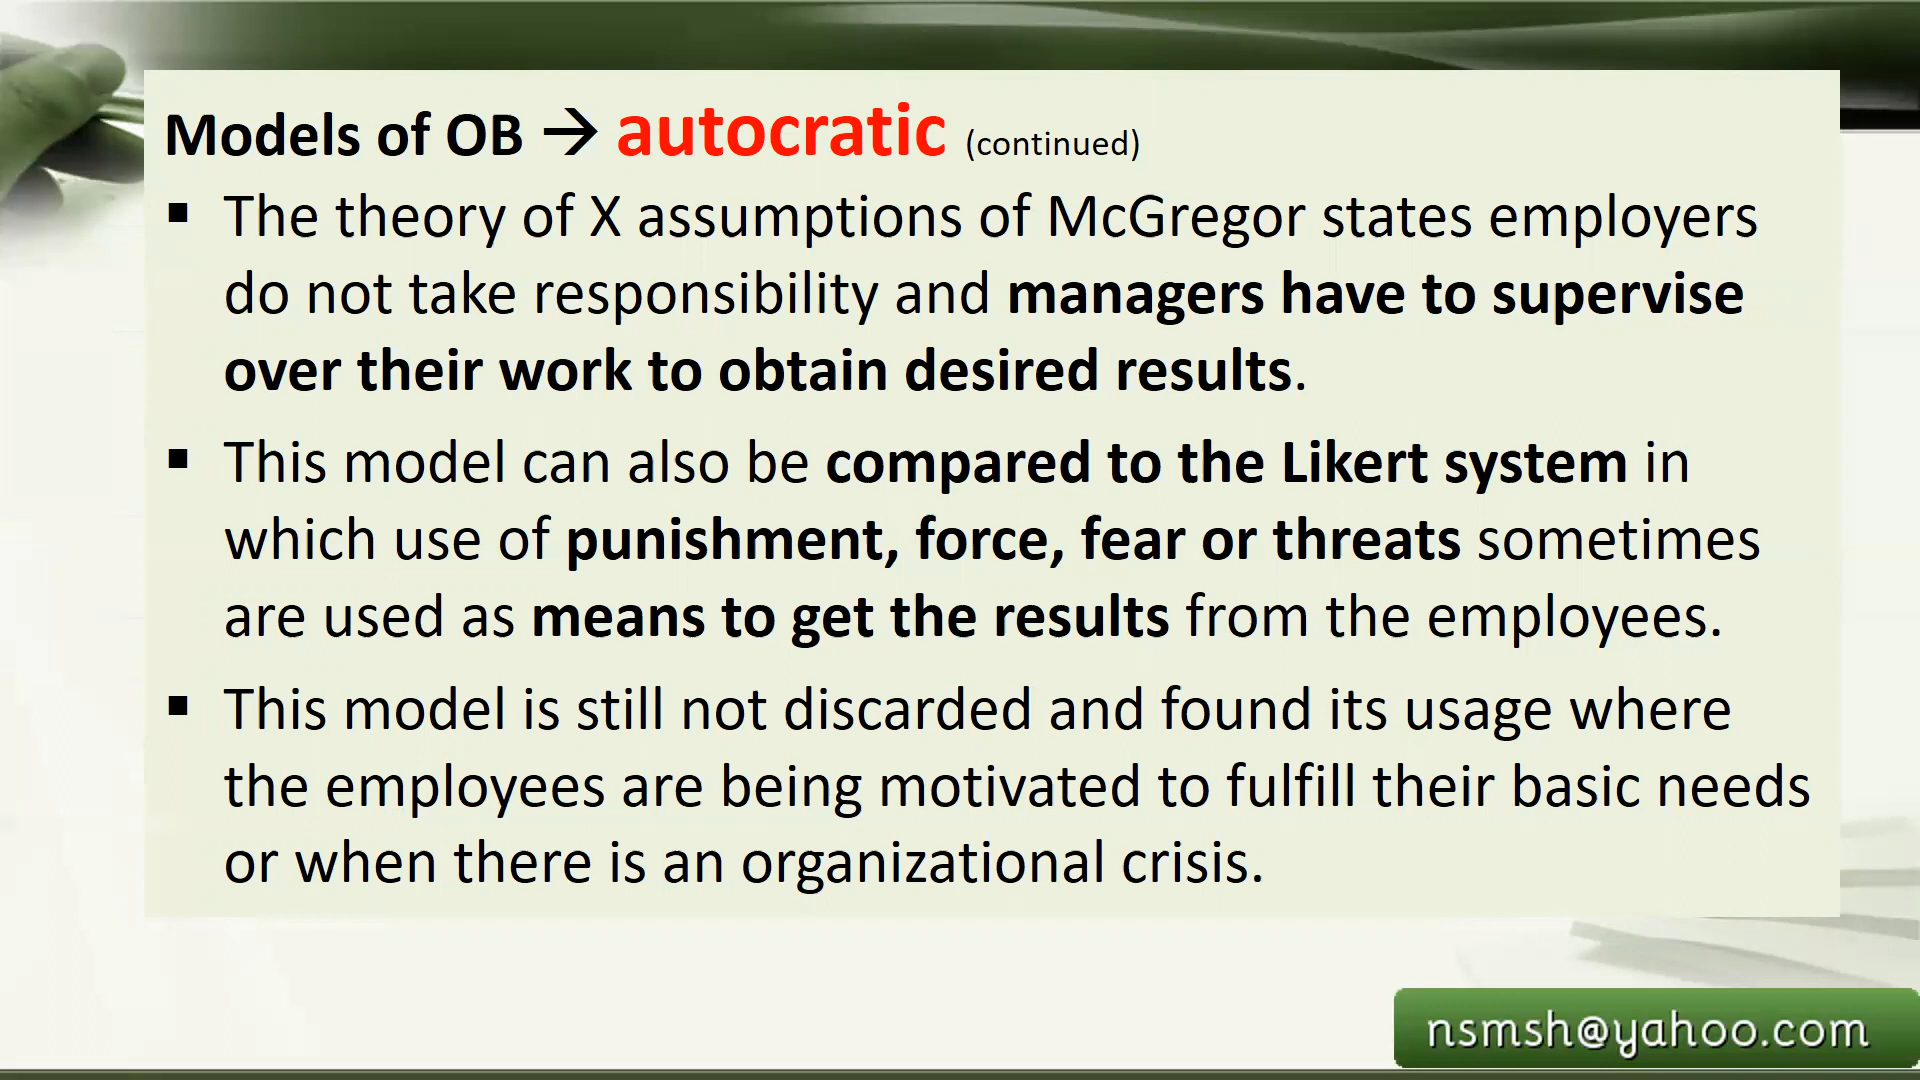 Models of OB → autocratic (continued)
▪ The theory of X assumptions of McGregor states employers
do not take responsibility and managers have to supervise
over their work to obtain desired results.
▪ This model can also be compared to the Likert system in
which use of punishment, force, fear or threats sometimes
are used as means to get the results from the employees.
▪ This model is still not discarded and found its usage where
the employees are being motivated to fulfill their basic needs
or when there is an organizational crisis.
nsmsh@yahoo.com